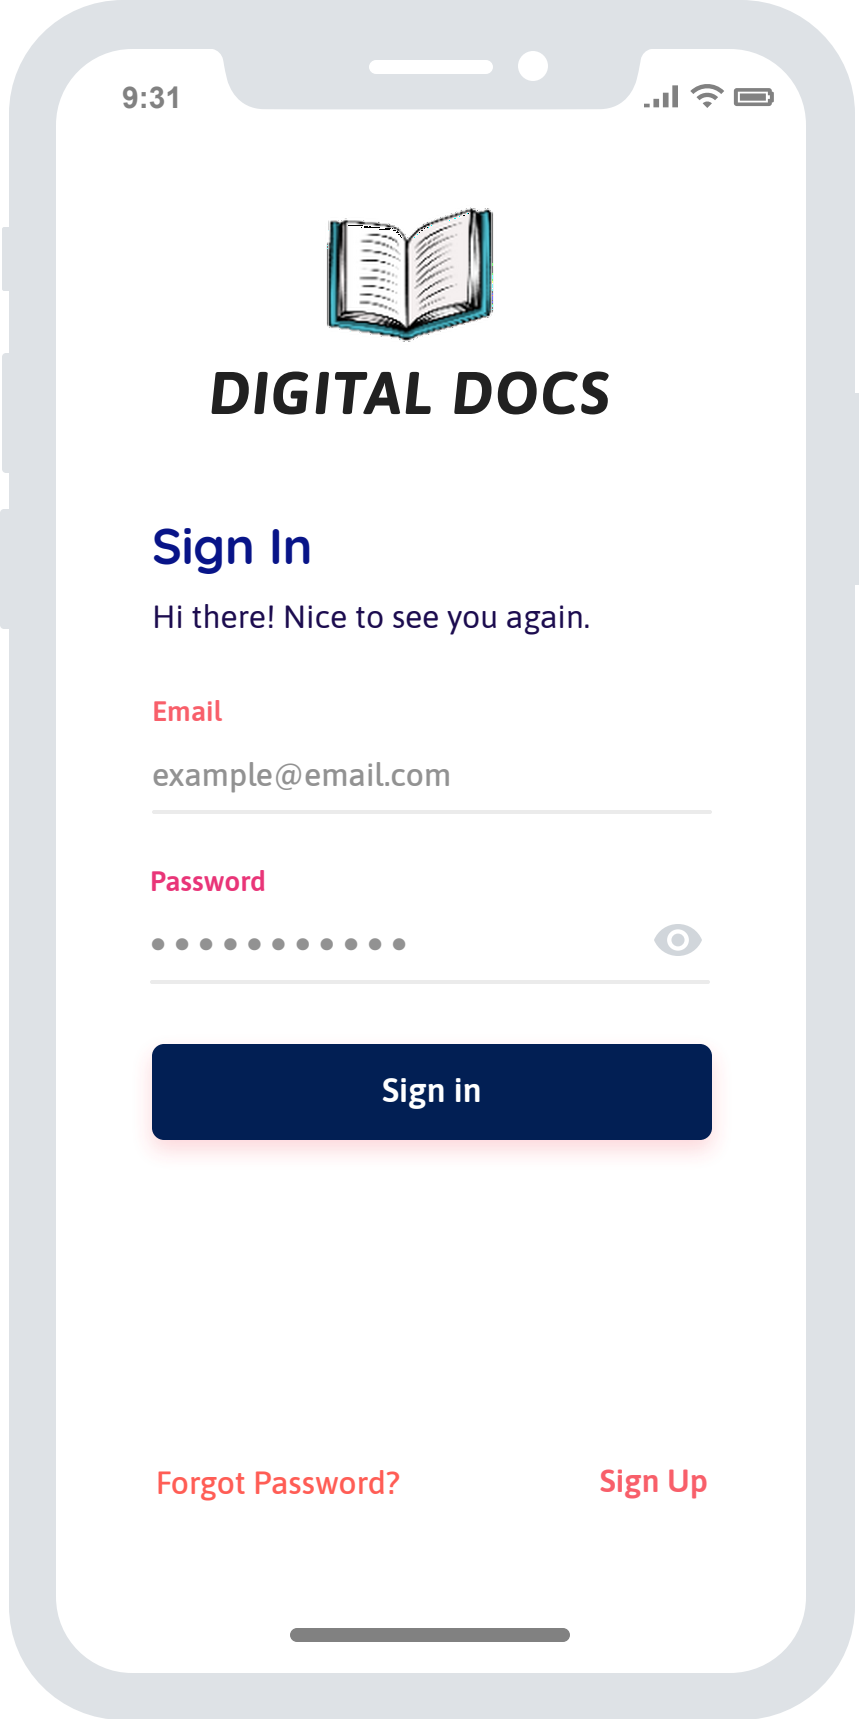 9:31
DIGITAL DOCS
Sign In
Hi there! Nice to see you again.
Email
example@email.com
Password
Sign in
Forgot Password?
Sign Up